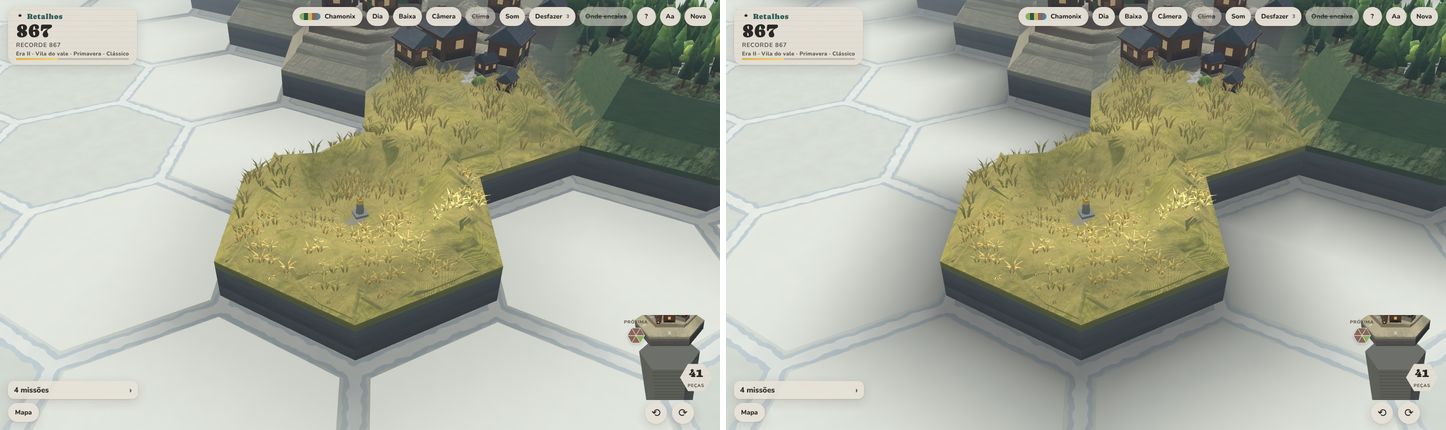 Retalhos
867
RECORDE 867
Era II · Vila do vale · Primavera · Clássico
Chamonix
Dia
Baixa
Câmera
Clima
Som
Desfazer 3
Onde encaixa
?
Aa
Nova
PRÓXIMA
41
PEÇAS
4 missões ›
Mapa
⟲
⟳
Retalhos
867
RECORDE 867
Era II · Vila do vale · Primavera · Clássico
Chamonix
Dia
Baixa
Câmera
Clima
Som
Desfazer 3
Onde encaixa
?
Aa
Nova
PRÓXIMA
41
PEÇAS
4 missões ›
Mapa
⟲
⟳